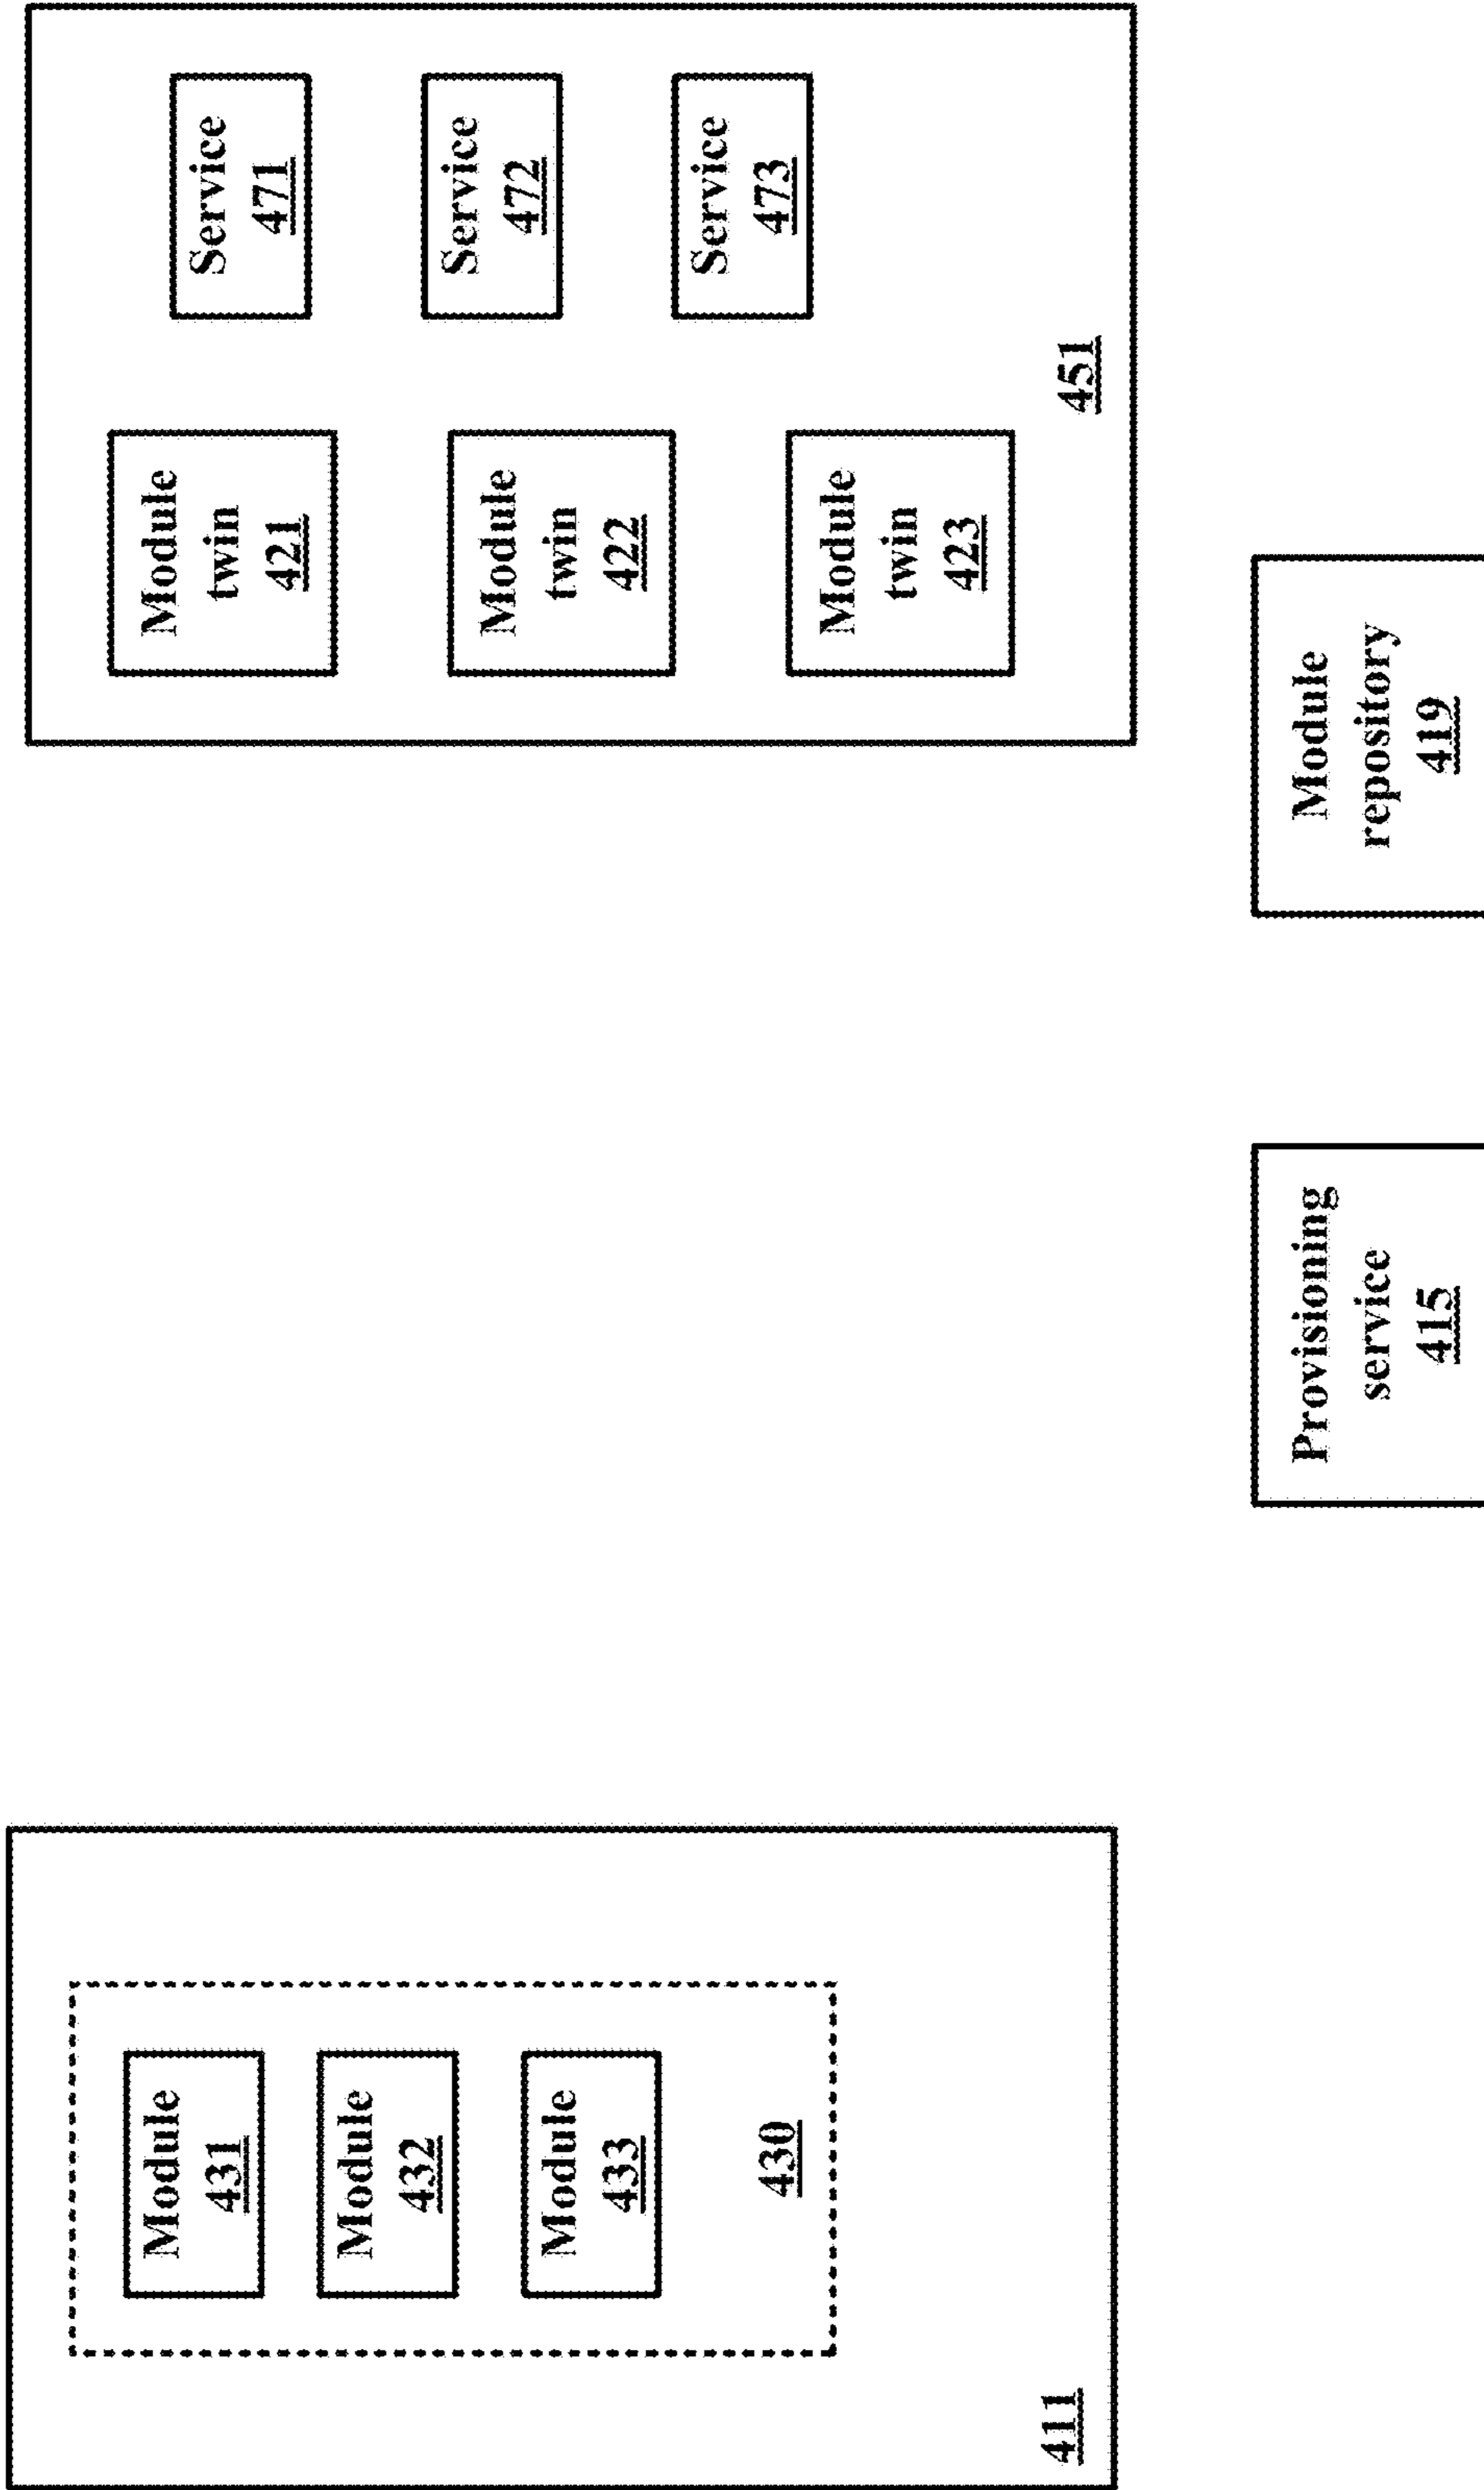 Module
431
Module
432
Module
433
430
411
Module
twin
421
Module
twin
422
Module
twin
423
Service
471
Service
472
Service
473
451
Provisioning
service
415
Module
repository
419